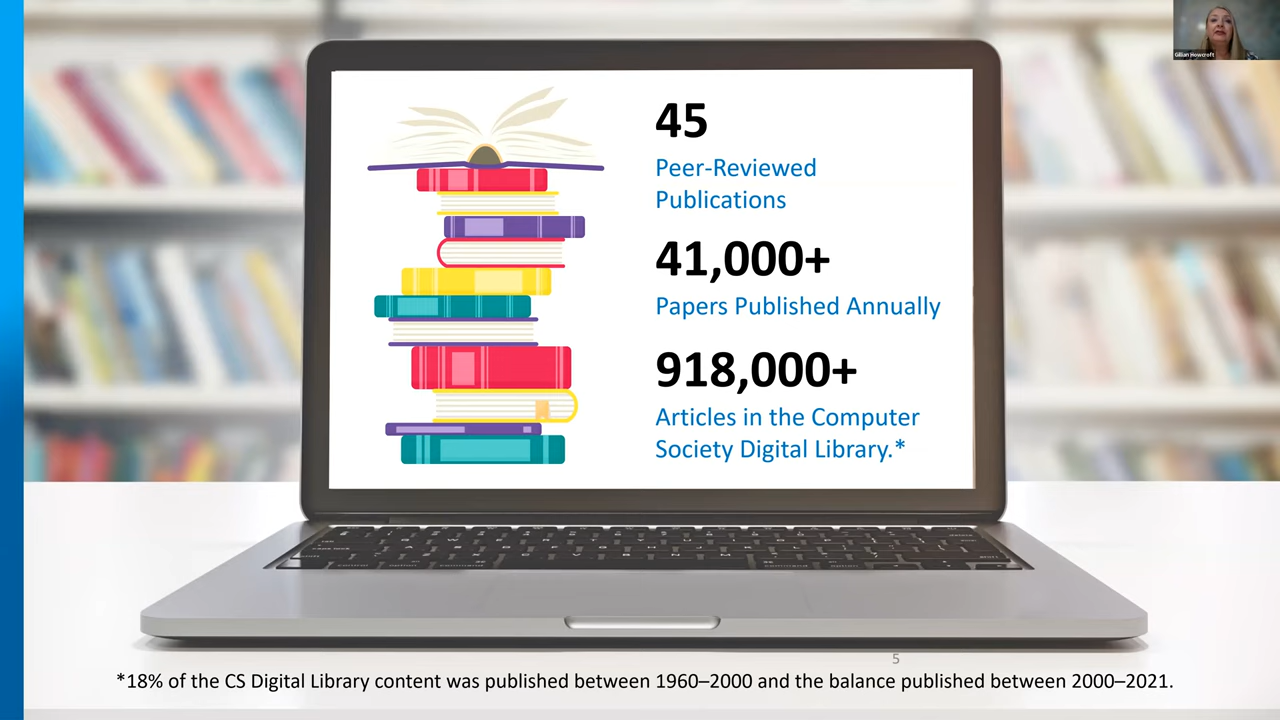 Gillian Howcroft
45
Peer-Reviewed
Publications
41,000+
Papers Published Annually
918,000+
Articles in the Computer
Society Digital Library.*
5
*18% of the CS Digital Library content was published between 1960–2000 and the balance published between 2000–2021.